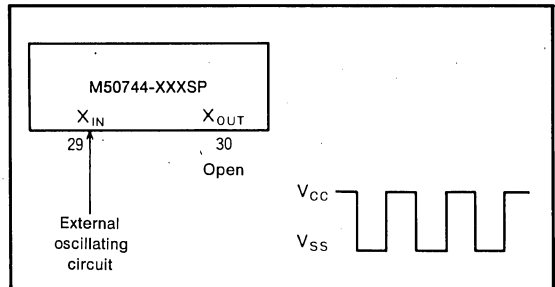 M50744-XXXSP
XIN XOUT
29 30
Open
External
oscillating
circuit
VCC
VSS